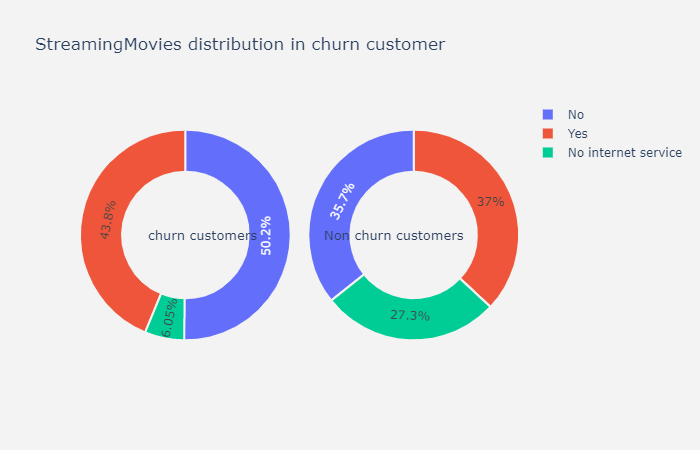 StreamingMovies distribution in churn customer
No
Yes
No internet service
43.8%
churn customers
50.2%
6.05%
35.7%
37%
Non churn customers
27.3%